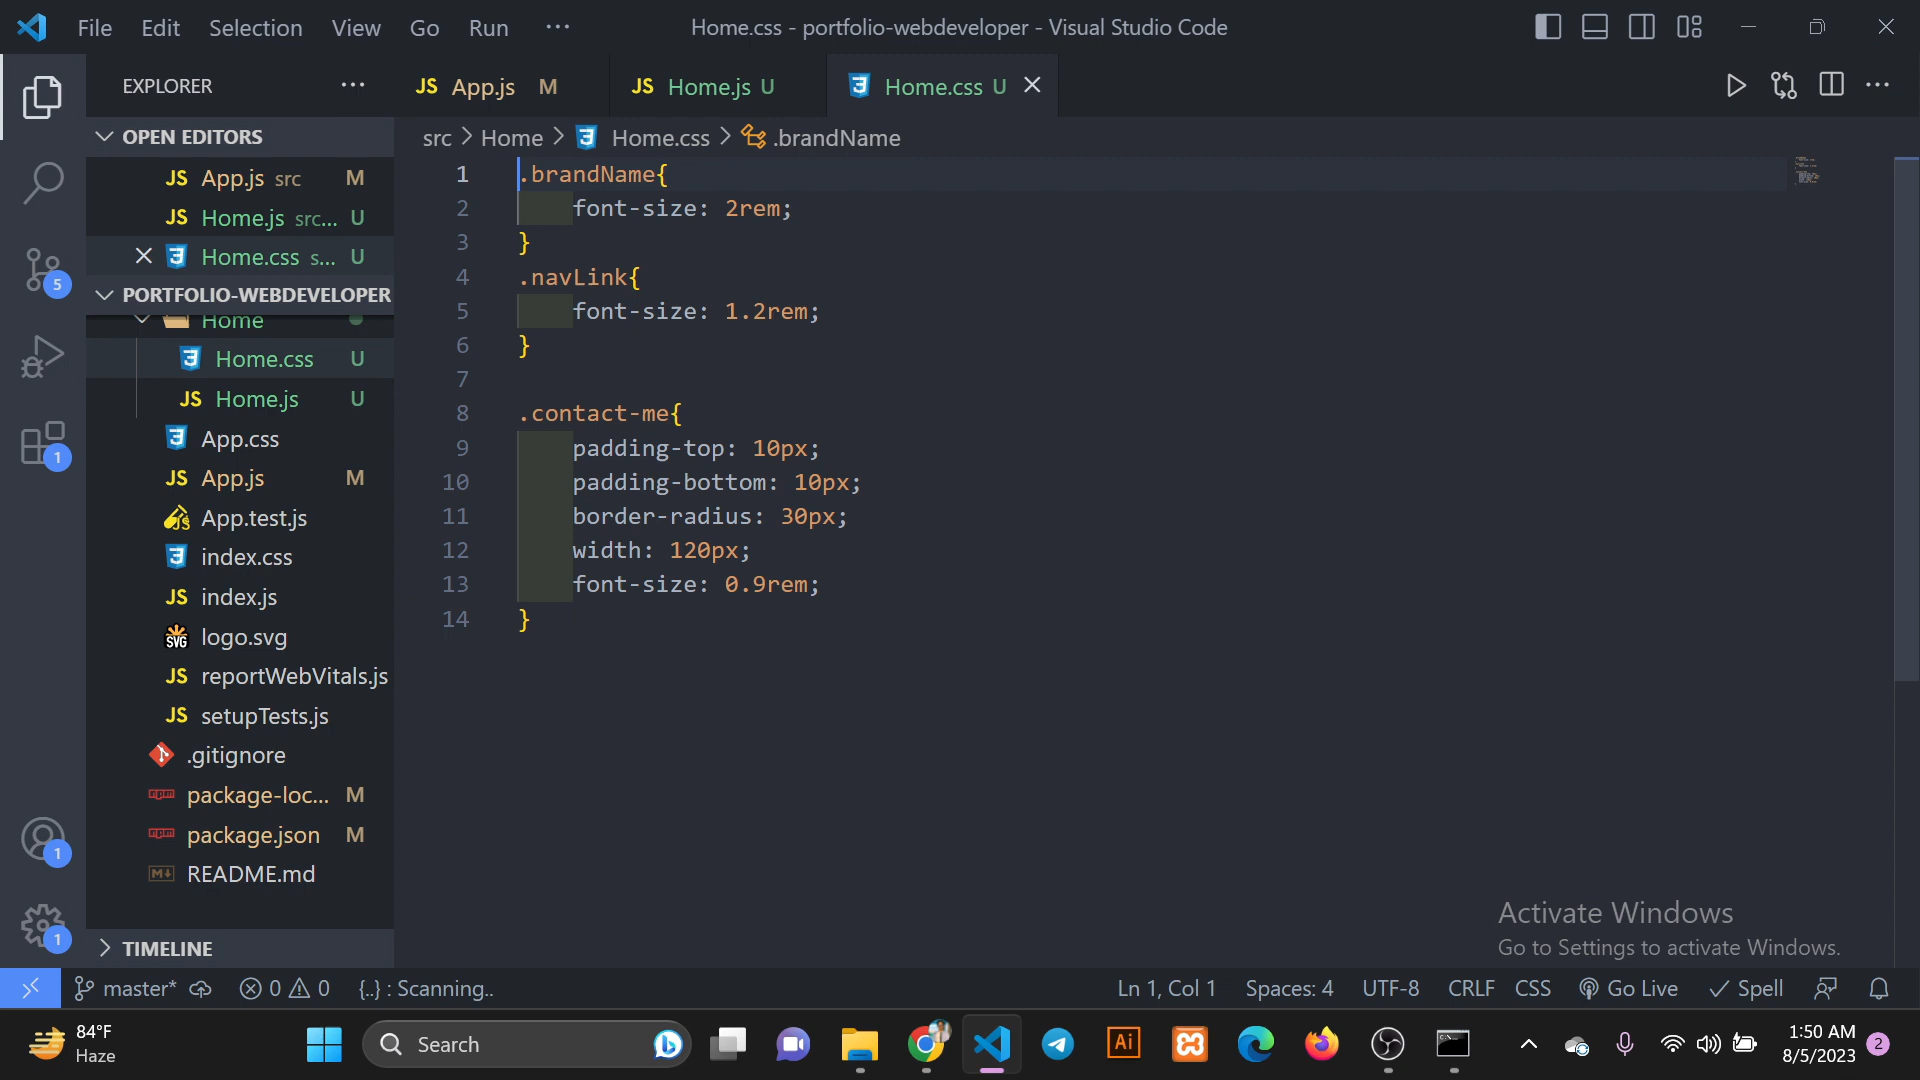 File Edit Selection View Go Run ··· Home.css - portfolio-webdeveloper - Visual Studio Code
EXPLORER ···
JS App.js M
JS Home.js U
Home.css U
OPEN EDITORS
JS App.js src M
JS Home.js src... U
Home.css s... U
PORTFOLIO-WEBDEVELOPER
Home
Home.css U
JS Home.js U
App.css
JS App.js M
App.test.js
index.css
JS index.js
SVG logo.svg
JS reportWebVitals.js
JS setupTests.js
.gitignore
package-loc... M
package.json M
README.md
TIMELINE
5
1
1
1
src > Home > Home.css > .brandName
1 .brandName{
2 font-size: 2rem;
3 }
4 .navLink{
5 font-size: 1.2rem;
6 }
7
8 .contact-me{
9 padding-top: 10px;
10 padding-bottom: 10px;
11 border-radius: 30px;
12 width: 120px;
13 font-size: 0.9rem;
14 }
Activate Windows
Go to Settings to activate Windows.
master* 0 0 {..} : Scanning.. Ln 1, Col 1 Spaces: 4 UTF-8 CRLF CSS Go Live Spell
84°F
Haze
Search
Ai
1:50 AM
8/5/2023
2